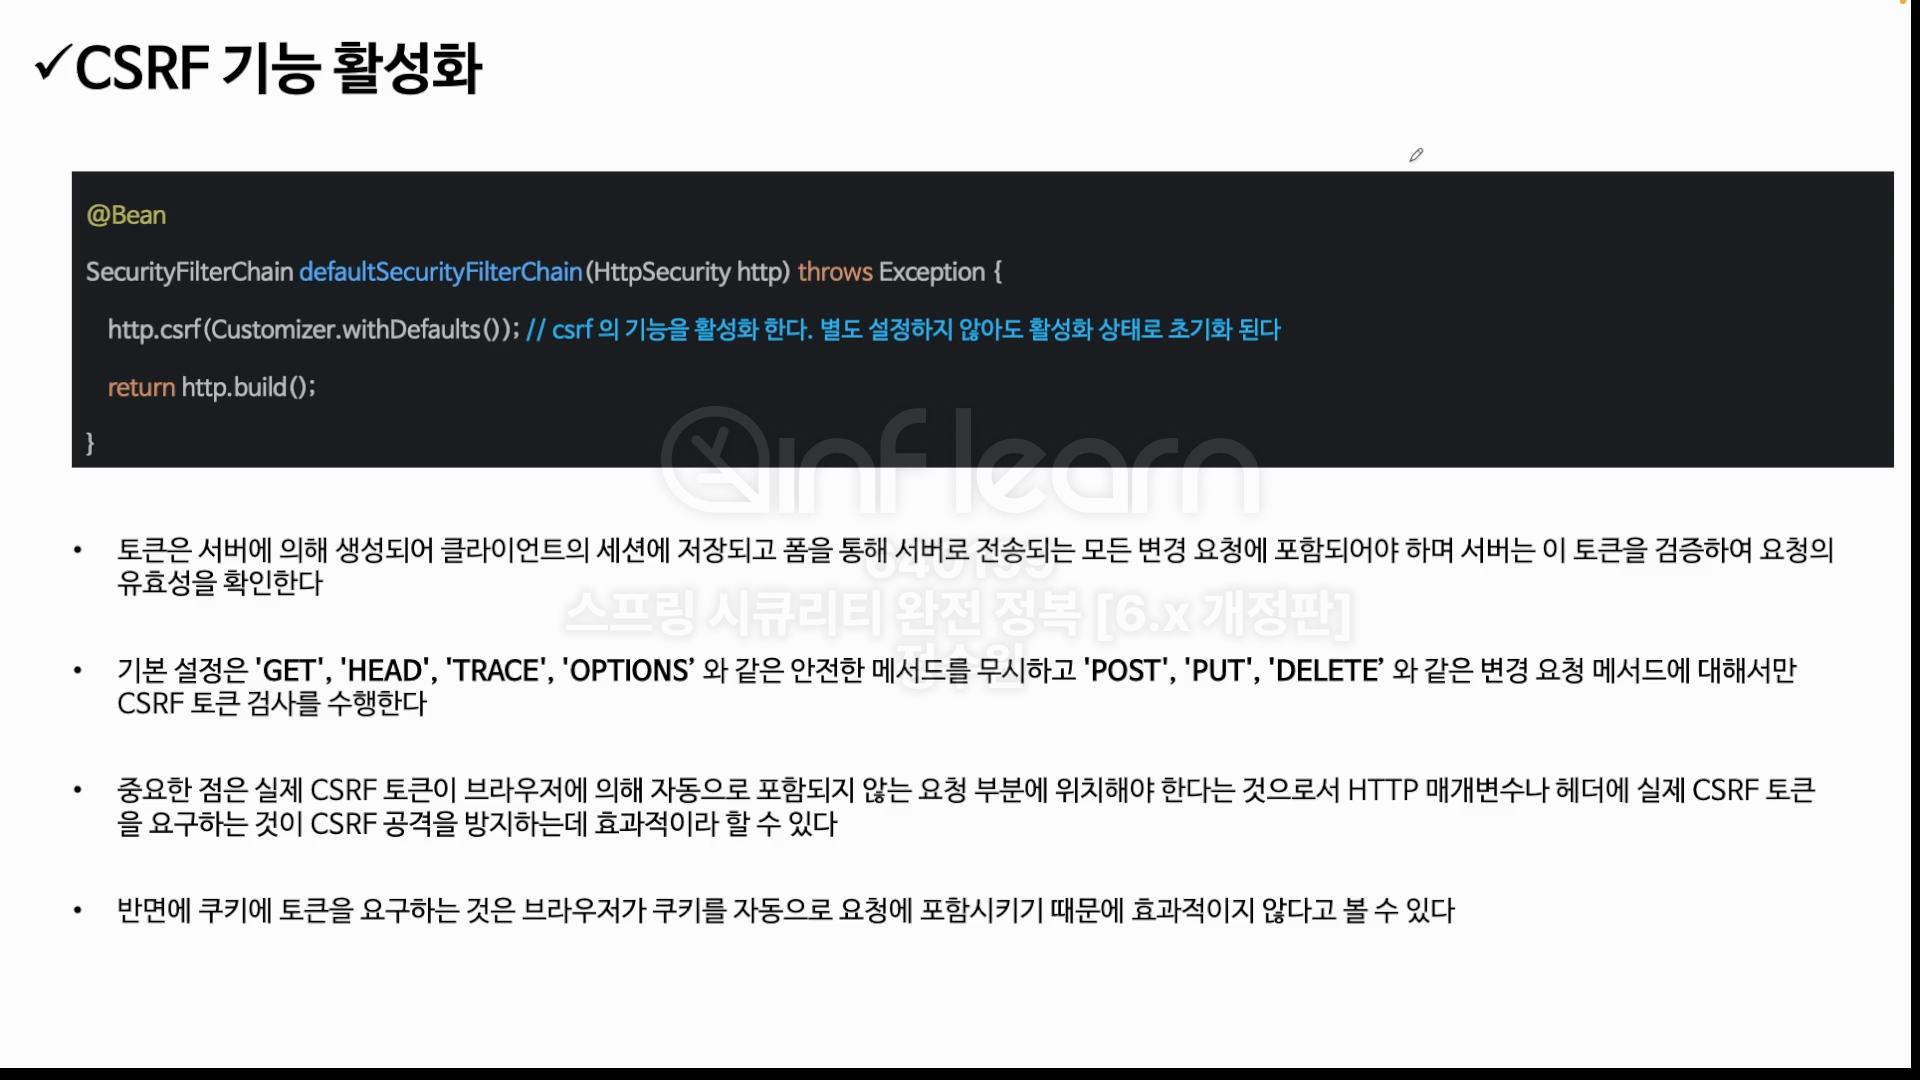 ✓CSRF 기능 활성화
@Bean
SecurityFilterChain defaultSecurityFilterChain(HttpSecurity http) throws Exception {
http.csrf(Customizer.withDefaults()); // csrf 의 기능을 활성화 한다. 별도 설정하지 않아도 활성화 상태로 초기화 된다
return http.build();
}
inflearn
• 토큰은 서버에 의해 생성되어 클라이언트의 세션에 저장되고 폼을 통해 서버로 전송되는 모든 변경 요청에 포함되어야 하며 서버는 이 토큰을 검증하여 요청의
유효성을 확인한다
스프링 시큐리티 완전 정복 [6.x 개정판]
• 기본 설정은 'GET', 'HEAD', 'TRACE', 'OPTIONS’ 와 같은 안전한 메서드를 무시하고 'POST', 'PUT', 'DELETE’ 와 같은 변경 요청 메서드에 대해서만
CSRF 토큰 검사를 수행한다
• 중요한 점은 실제 CSRF 토큰이 브라우저에 의해 자동으로 포함되지 않는 요청 부분에 위치해야 한다는 것으로서 HTTP 매개변수나 헤더에 실제 CSRF 토큰
을 요구하는 것이 CSRF 공격을 방지하는데 효과적이라 할 수 있다
• 반면에 쿠키에 토큰을 요구하는 것은 브라우저가 쿠키를 자동으로 요청에 포함시키기 때문에 효과적이지 않다고 볼 수 있다